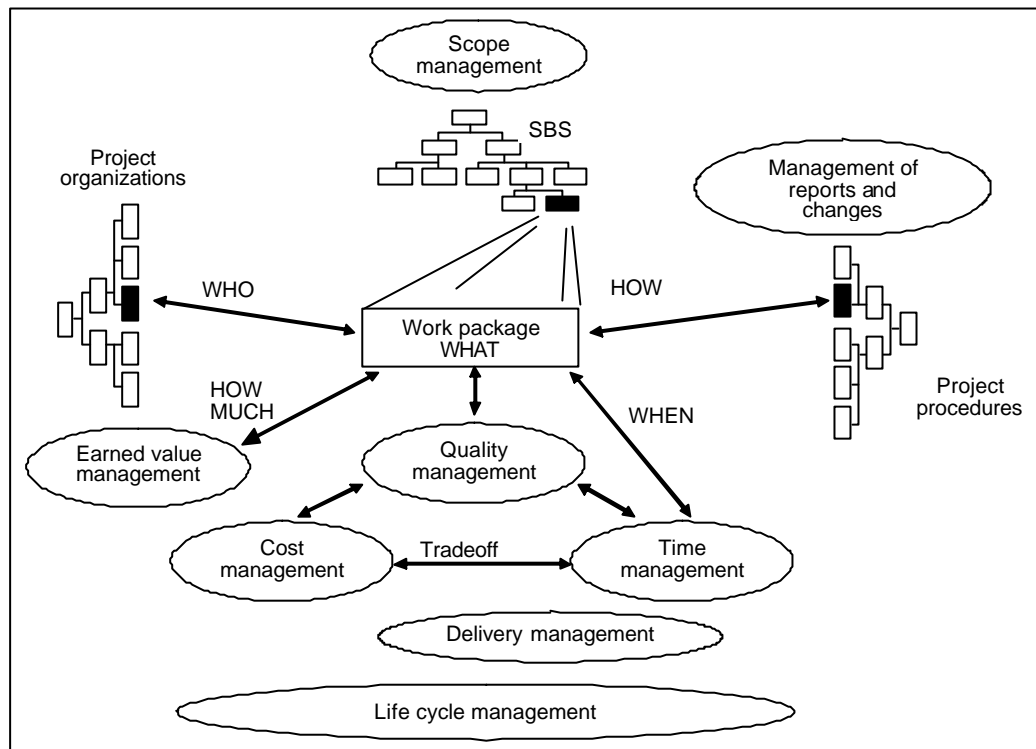 Scope
management
SBS
Project
organizations
Management of
reports and
changes
WHO
HOW
Work package
WHAT
HOW
MUCH
WHEN
Project
procedures
Earned value
management
Quality
management
Cost
management
Tradeoff
Time
management
Delivery management
Life cycle management